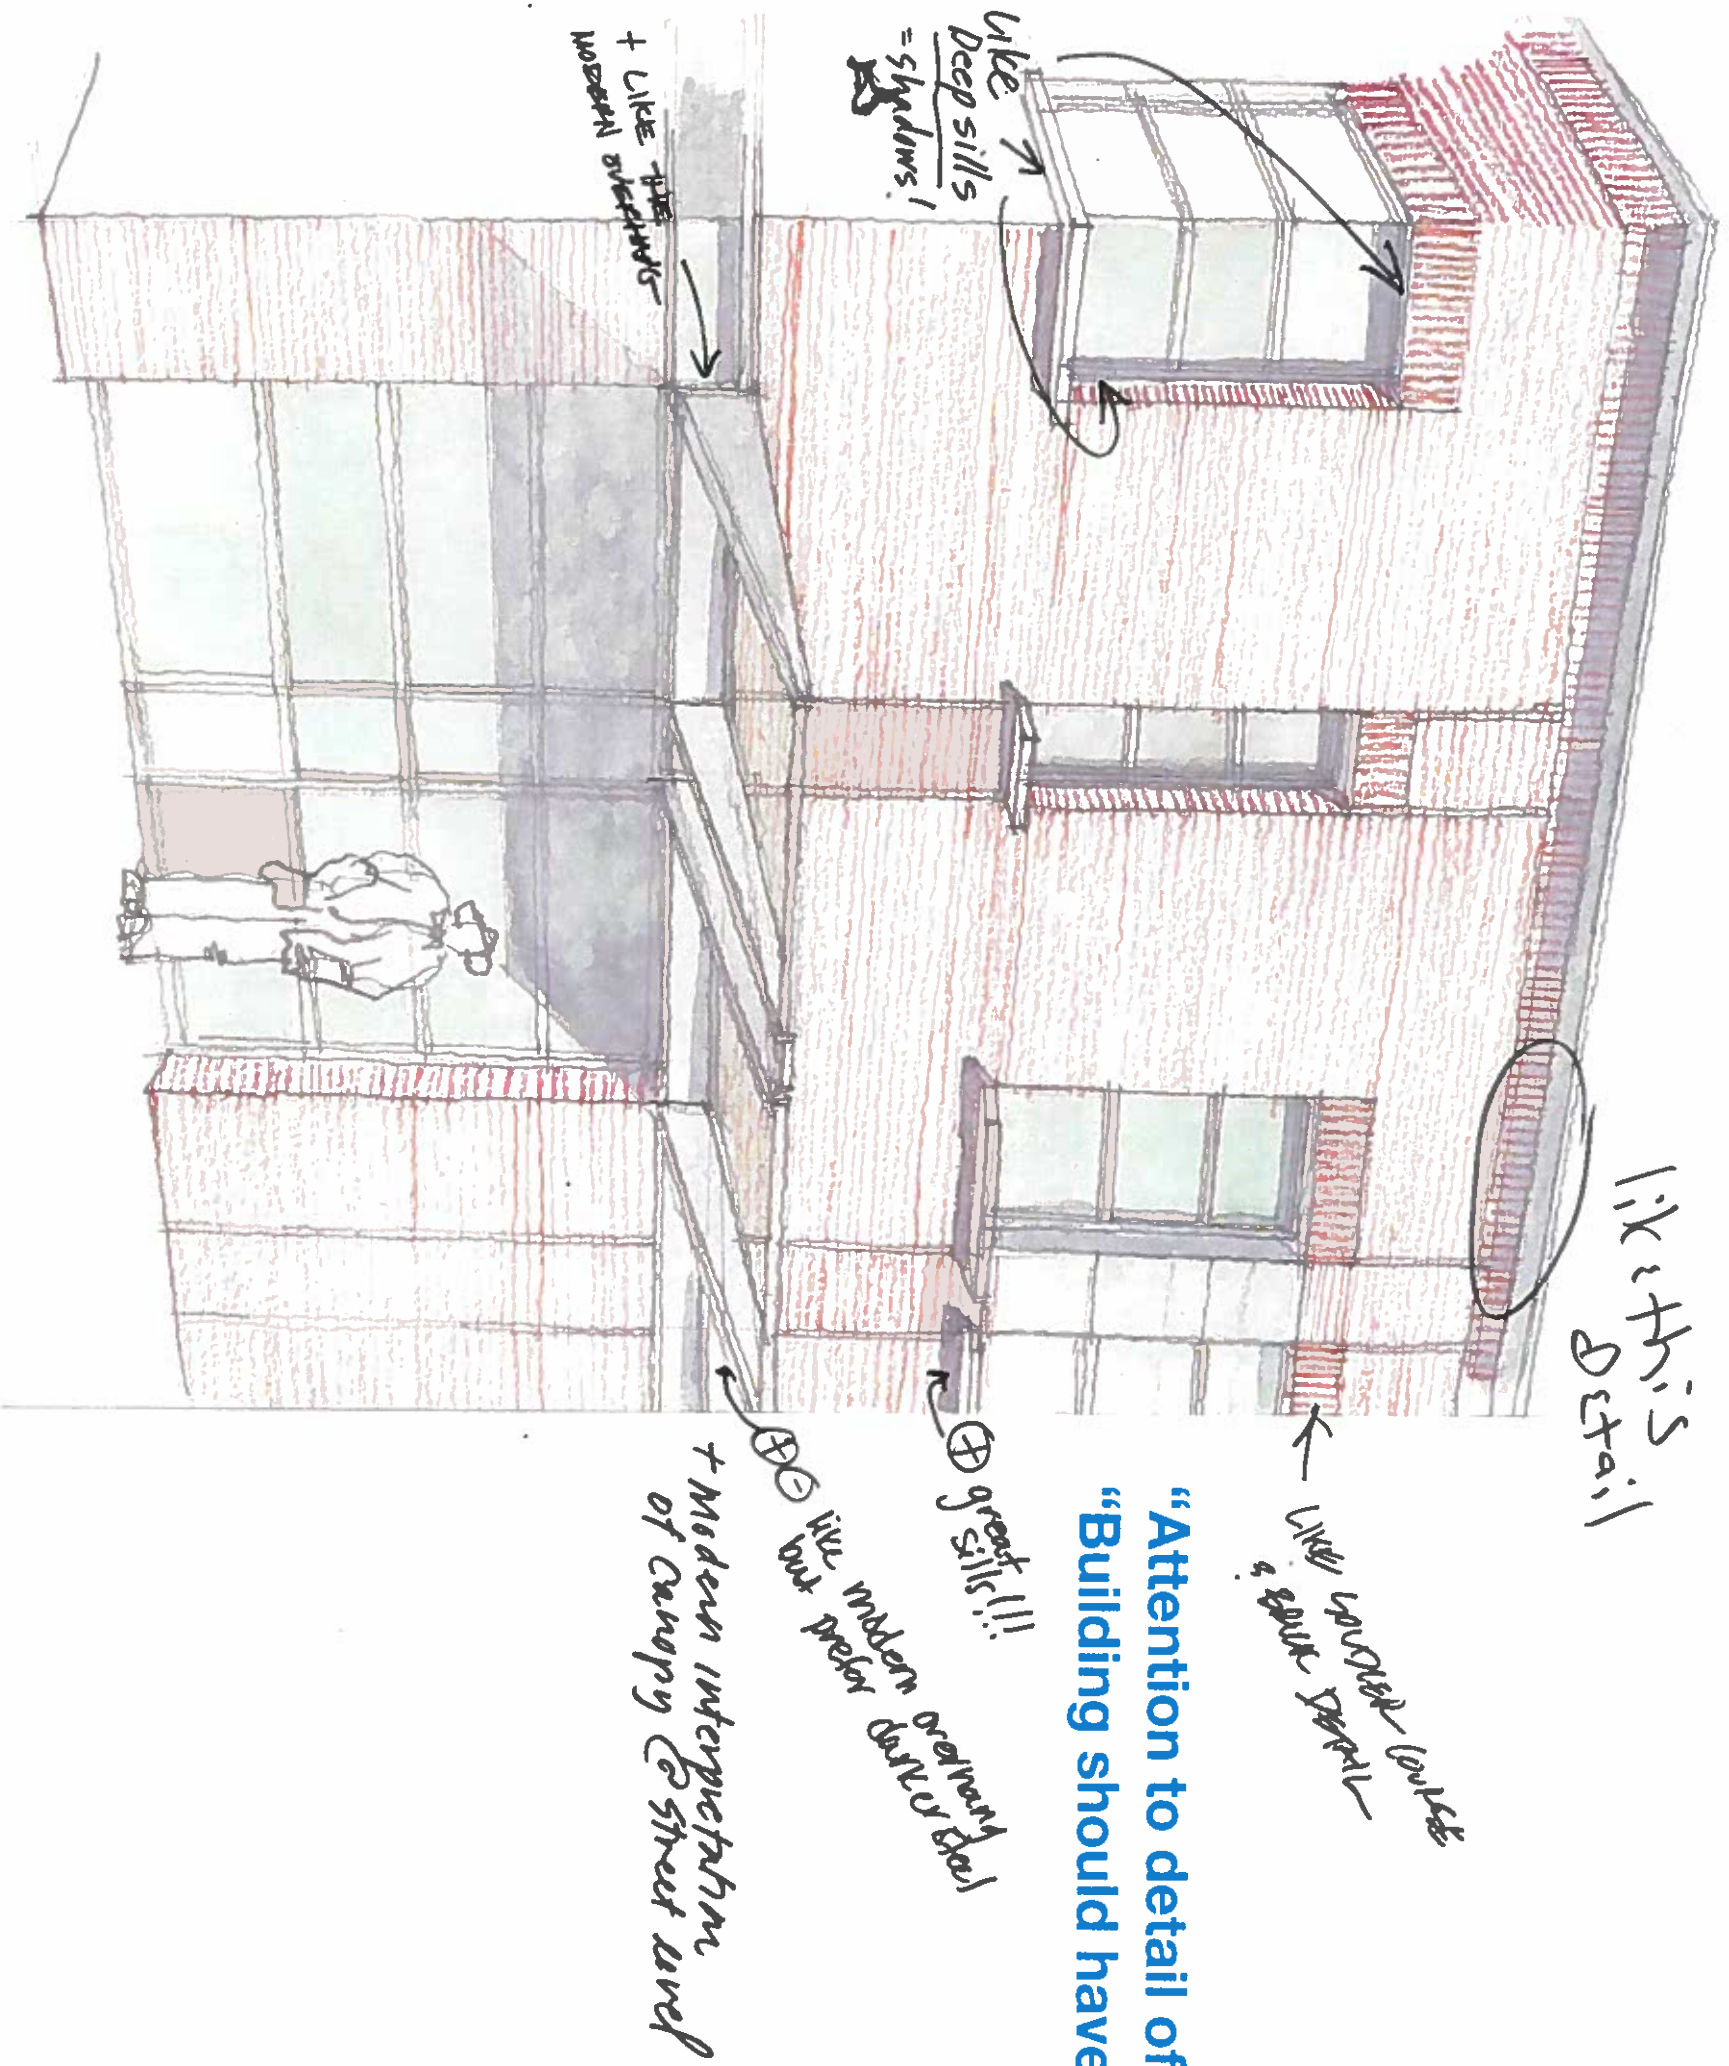 like this
Detail
LIKE SOLDIER COURSE
& BRICK DETAIL
“Attention to detail of
“Building should have
⊕ great
sills!!!
⊕⊖ like modern overhang
but prefer darker steel
+ Modern interpretation
of canopy @ street level
Like
Deep sills
= shadows!
+ LIKE THE
MODERN OVERHANG